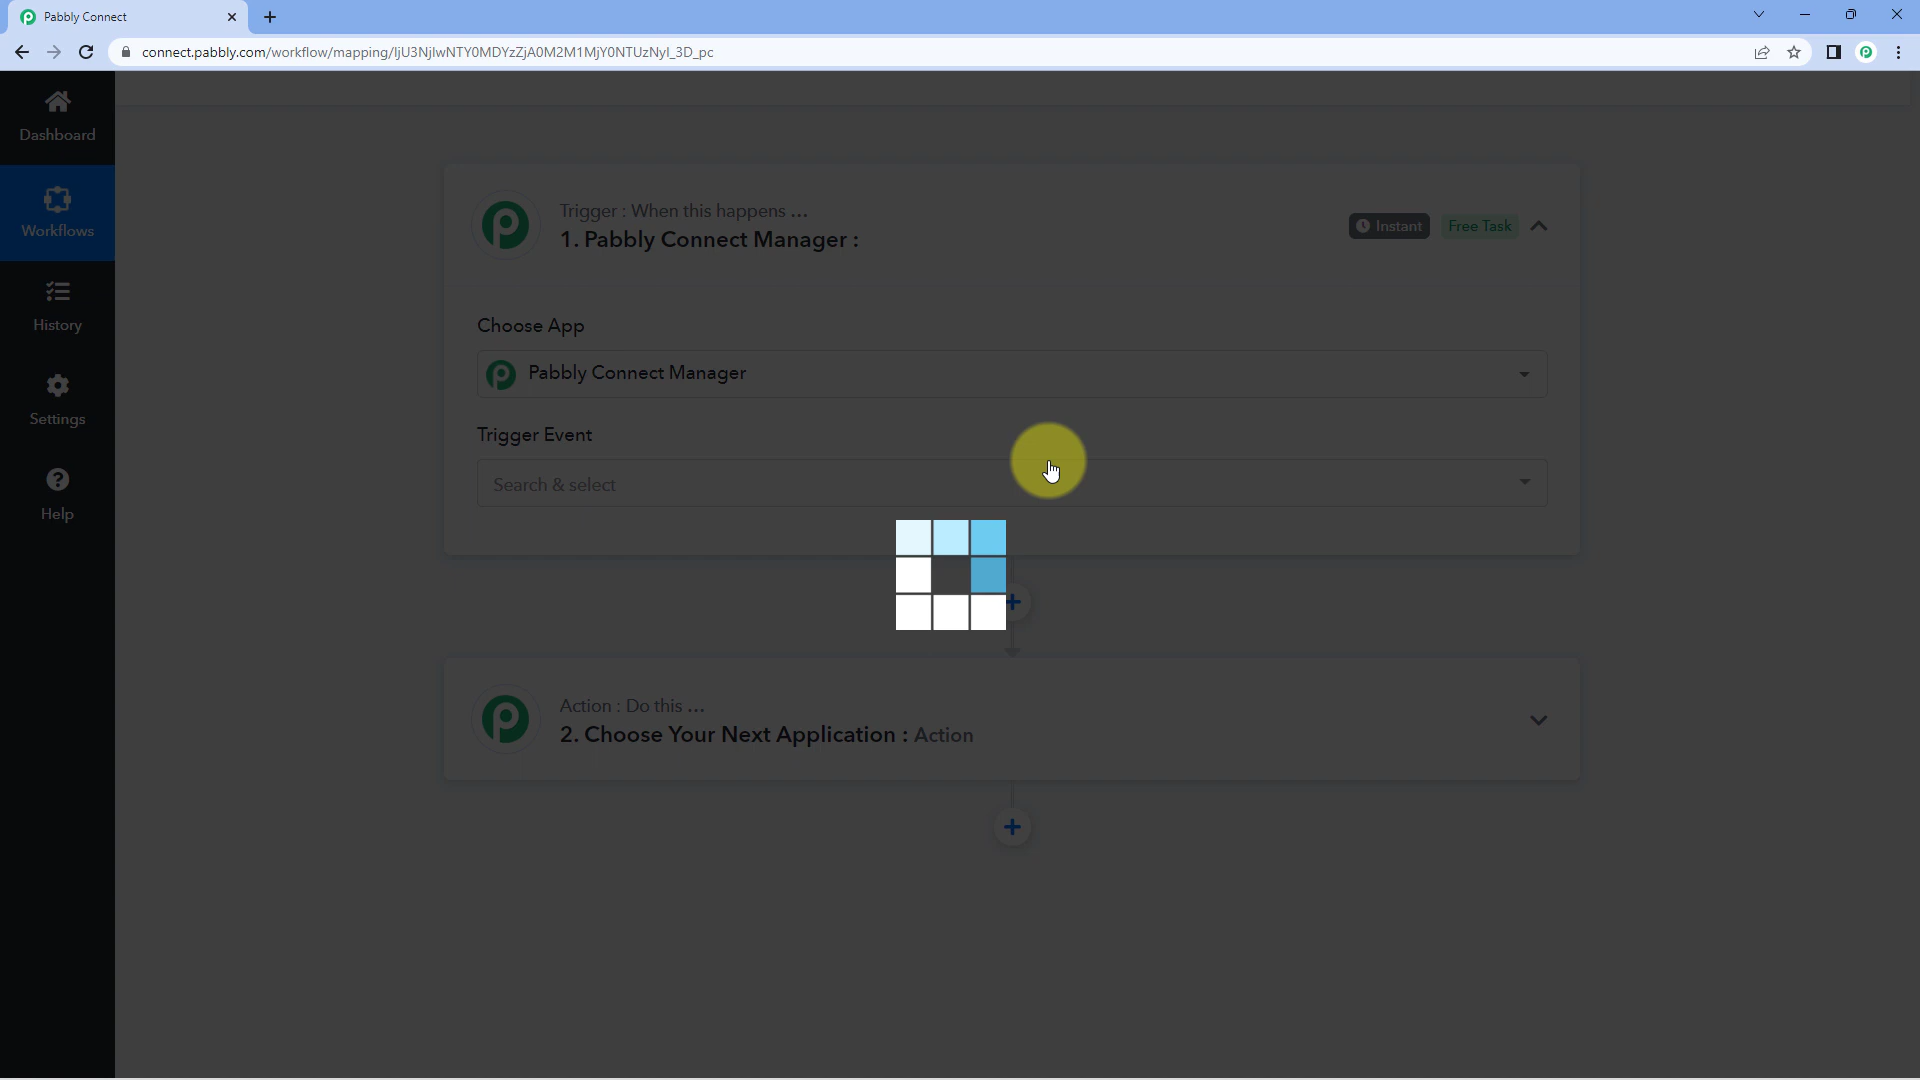 Pabbly Connect
connect.pabbly.com/workflow/mapping/IjU3NjIwNTY0MDYzZjA0M2M1MjY0NTUzNyI_3D_pc
Dashboard
Workflows
History
Settings
Help
Trigger : When this happens ...
1. Pabbly Connect Manager :
Instant
Free Task
Choose App
Pabbly Connect Manager
Trigger Event
Search & select
Action : Do this ...
2. Choose Your Next Application : Action